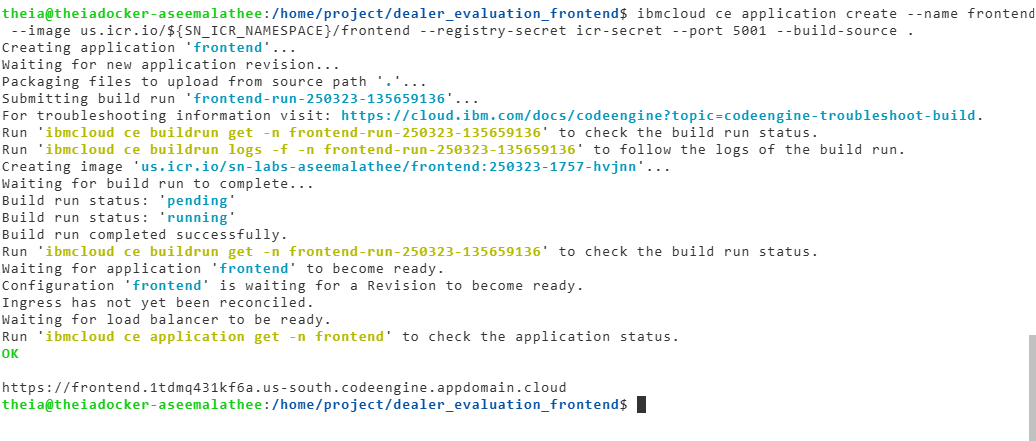 theia@theiadocker-aseemalathee:/home/project/dealer_evaluation_frontend$ ibmcloud ce application create --name frontend
 --image us.icr.io/${SN_ICR_NAMESPACE}/frontend --registry-secret icr-secret --port 5001 --build-source .
Creating application 'frontend'...
Waiting for new application revision...
Packaging files to upload from source path '.'...
Submitting build run 'frontend-run-250323-135659136'...
For troubleshooting information visit: https://cloud.ibm.com/docs/codeengine?topic=codeengine-troubleshoot-build.
Run 'ibmcloud ce buildrun get -n frontend-run-250323-135659136' to check the build run status.
Run 'ibmcloud ce buildrun logs -f -n frontend-run-250323-135659136' to follow the logs of the build run.
Creating image 'us.icr.io/sn-labs-aseemalathee/frontend:250323-1757-hvjnn'...
Waiting for build run to complete...
Build run status: 'pending'
Build run status: 'running'
Build run completed successfully.
Run 'ibmcloud ce buildrun get -n frontend-run-250323-135659136' to check the build run status.
Waiting for application 'frontend' to become ready.
Configuration 'frontend' is waiting for a Revision to become ready.
Ingress has not yet been reconciled.
Waiting for load balancer to be ready.
Run 'ibmcloud ce application get -n frontend' to check the application status.
OK
https://frontend.1tdmq431kf6a.us-south.codeengine.appdomain.cloud
theia@theiadocker-aseemalathee:/home/project/dealer_evaluation_frontend$